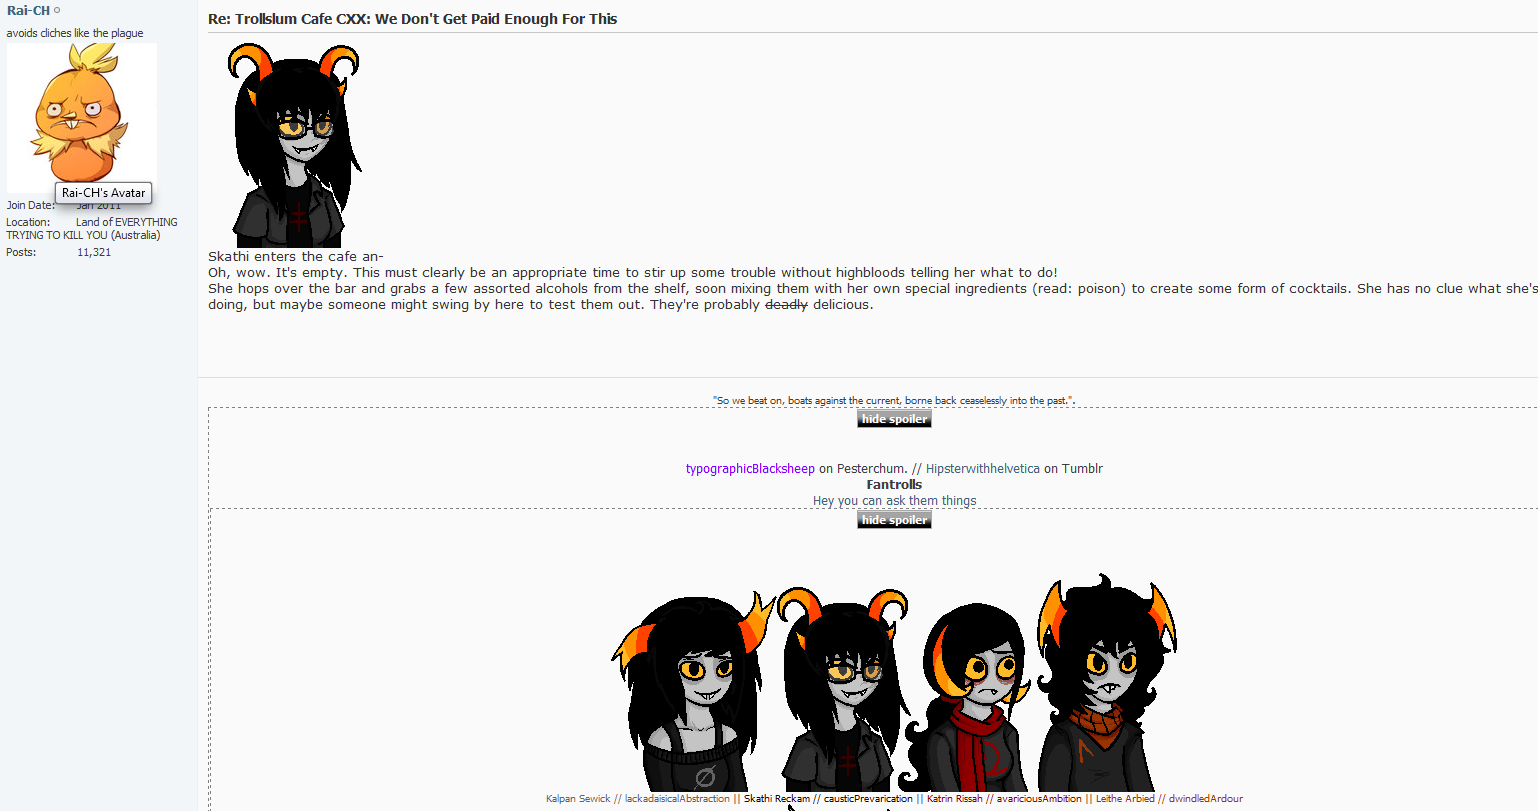 Rai-CH
avoids cliches like the plague
Rai-CH's Avatar
Join Date: Jan 2011
Location: Land of EVERYTHING
TRYING TO KILL YOU (Australia)
Posts: 11,321
Re: Trollslum Cafe CXX: We Don't Get Paid Enough For This
Skathi enters the cafe an-
Oh, wow. It's empty. This must clearly be an appropriate time to stir up some trouble without highbloods telling her what to do!
She hops over the bar and grabs a few assorted alcohols from the shelf, soon mixing them with her own special ingredients (read: poison) to create some form of cocktails. She has no clue what she's
doing, but maybe someone might swing by here to test them out. They're probably deadly delicious.
"So we beat on, boats against the current, borne back ceaselessly into the past.".
hide spoiler
typographicBlacksheep on Pesterchum. // Hipsterwithhelvetica on Tumblr
Fantrolls
Hey you can ask them things
hide spoiler
Kalpan Sewick // lackadaisicalAbstraction || Skathi Reckam // causticPrevarication || Katrin Rissah // avariciousAmbition || Leithe Arbied // dwindledArdour